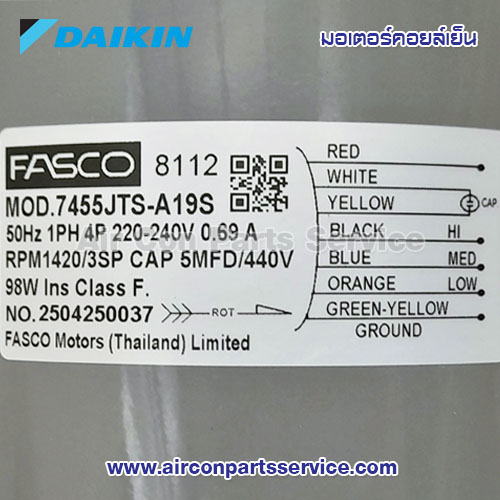 DAIKIN
มอเตอร์คอยล์เย็น
FASCO 8112
MOD.7455JTS-A19S
50Hz 1PH 4P 220-240V 0.69 A
RPM1420/3SP CAP 5MFD/440V
98W Ins Class F.
NO.2504250037 ROT
FASCO Motors (Thailand) Limited
RED
WHITE
YELLOW CAP
BLACK HI
BLUE MED
ORANGE LOW
GREEN-YELLOW
GROUND
Air Con Parts Service
www.airconpartsservice.com